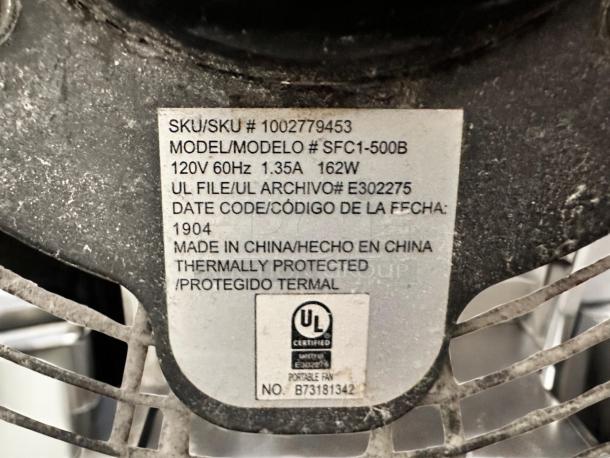 SKU/SKU # 1002779453
MODEL/MODELO # SFC1-500B
120V 60Hz 1.35A 162W
UL FILE/UL ARCHIVO# E302275
DATE CODE/CÓDIGO DE LA FECHA:
1904
MADE IN CHINA/HECHO EN CHINA
THERMALLY PROTECTED
/PROTEGIDO TERMAL
UL
CERTIFIED
E302275
PORTABLE FAN
NO. B73181342